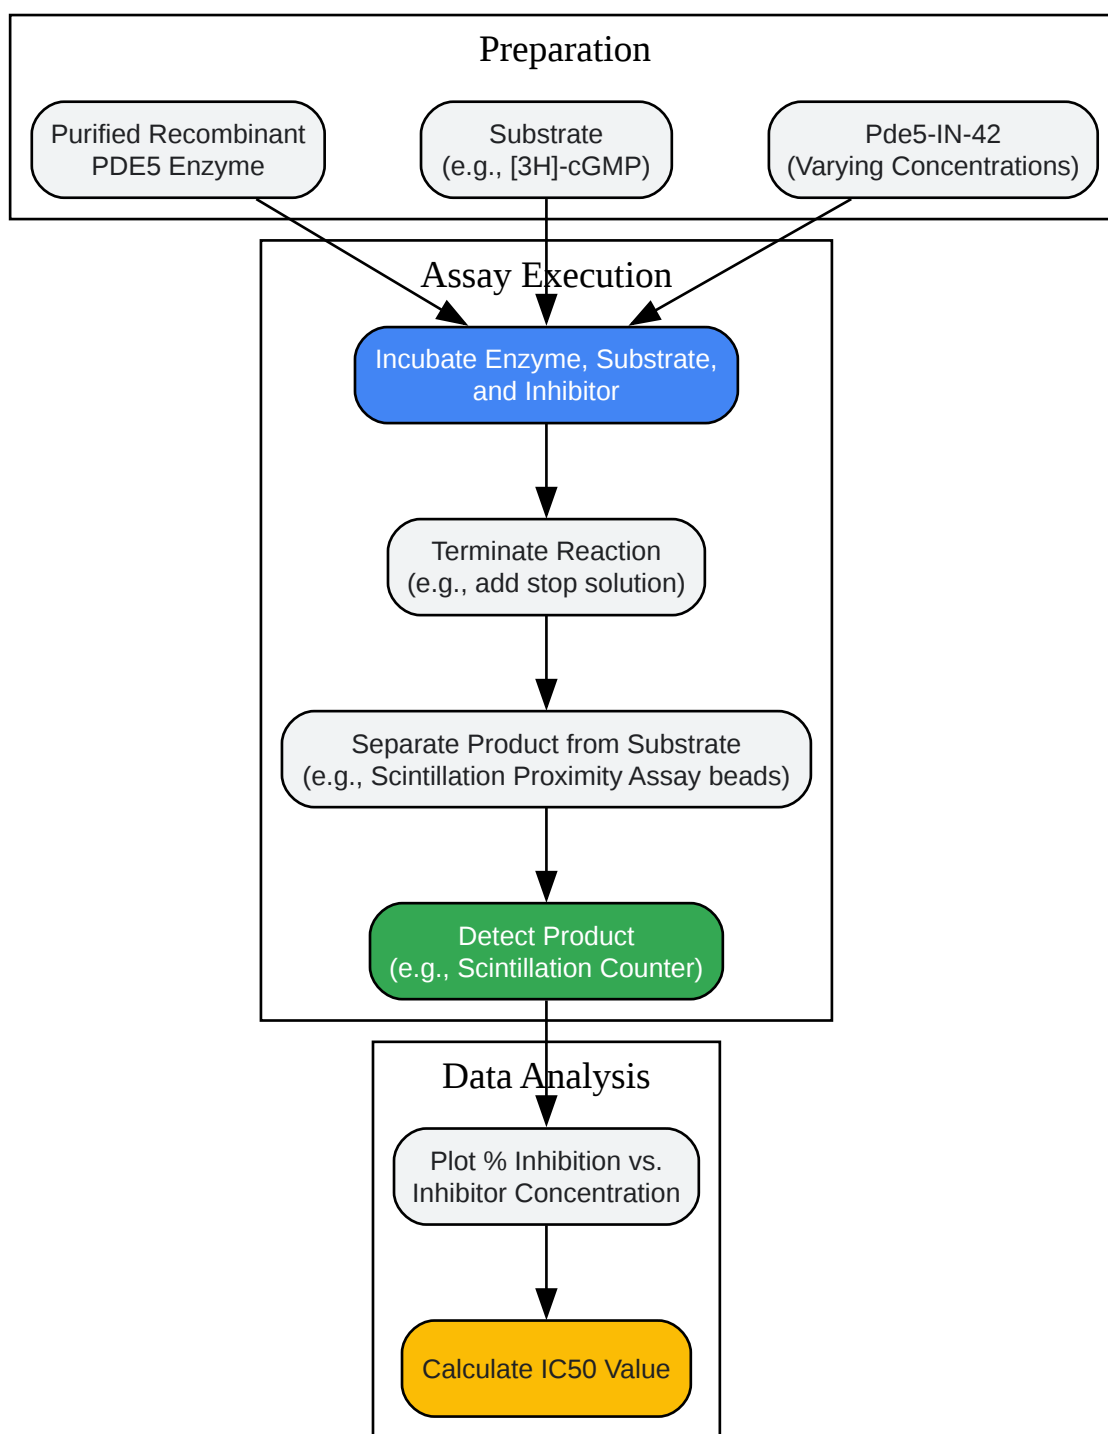 Preparation
Purified Recombinant
PDE5 Enzyme
Substrate
(e.g., [3H]-cGMP)
Pde5-IN-42
(Varying Concentrations)
Assay Execution
Incubate Enzyme, Substrate,
and Inhibitor
Terminate Reaction
(e.g., add stop solution)
Separate Product from Substrate
(e.g., Scintillation Proximity Assay beads)
Detect Product
(e.g., Scintillation Counter)
Data Analysis
Plot % Inhibition vs.
Inhibitor Concentration
Calculate IC50 Value